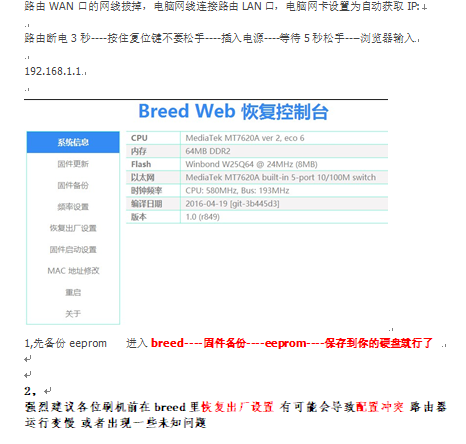 路由 WAN 口的网线拔掉，电脑网线连接路由 LAN 口，电脑网卡设置为自动获取 IP:
路由断电 3 秒----按住复位键不要松手----插入电源----等待 5 秒松手----浏览器输入
192.168.1.1
Breed Web 恢复控制台
系统信息
固件更新
固件备份
频率设置
恢复出厂设置
固件启动设置
MAC 地址修改
重启
关于
CPU MediaTek MT7620A ver 2, eco 6
内存 64MB DDR2
Flash Winbond W25Q64 @ 24MHz (8MB)
以太网 MediaTek MT7620A built-in 5-port 10/100M switch
时钟频率 CPU: 580MHz, Bus: 193MHz
编译日期 2016-04-19 [git-3b445d3]
版本 1.0 (r849)
1,先备份 eeprom 进入 breed----固件备份----eeprom----保存到你的硬盘就行了
2，
强烈建议各位刷机前在 breed 里恢复出厂设置 有可能会导致配置冲突 路由器
运行变慢 或者出现一些未知问题